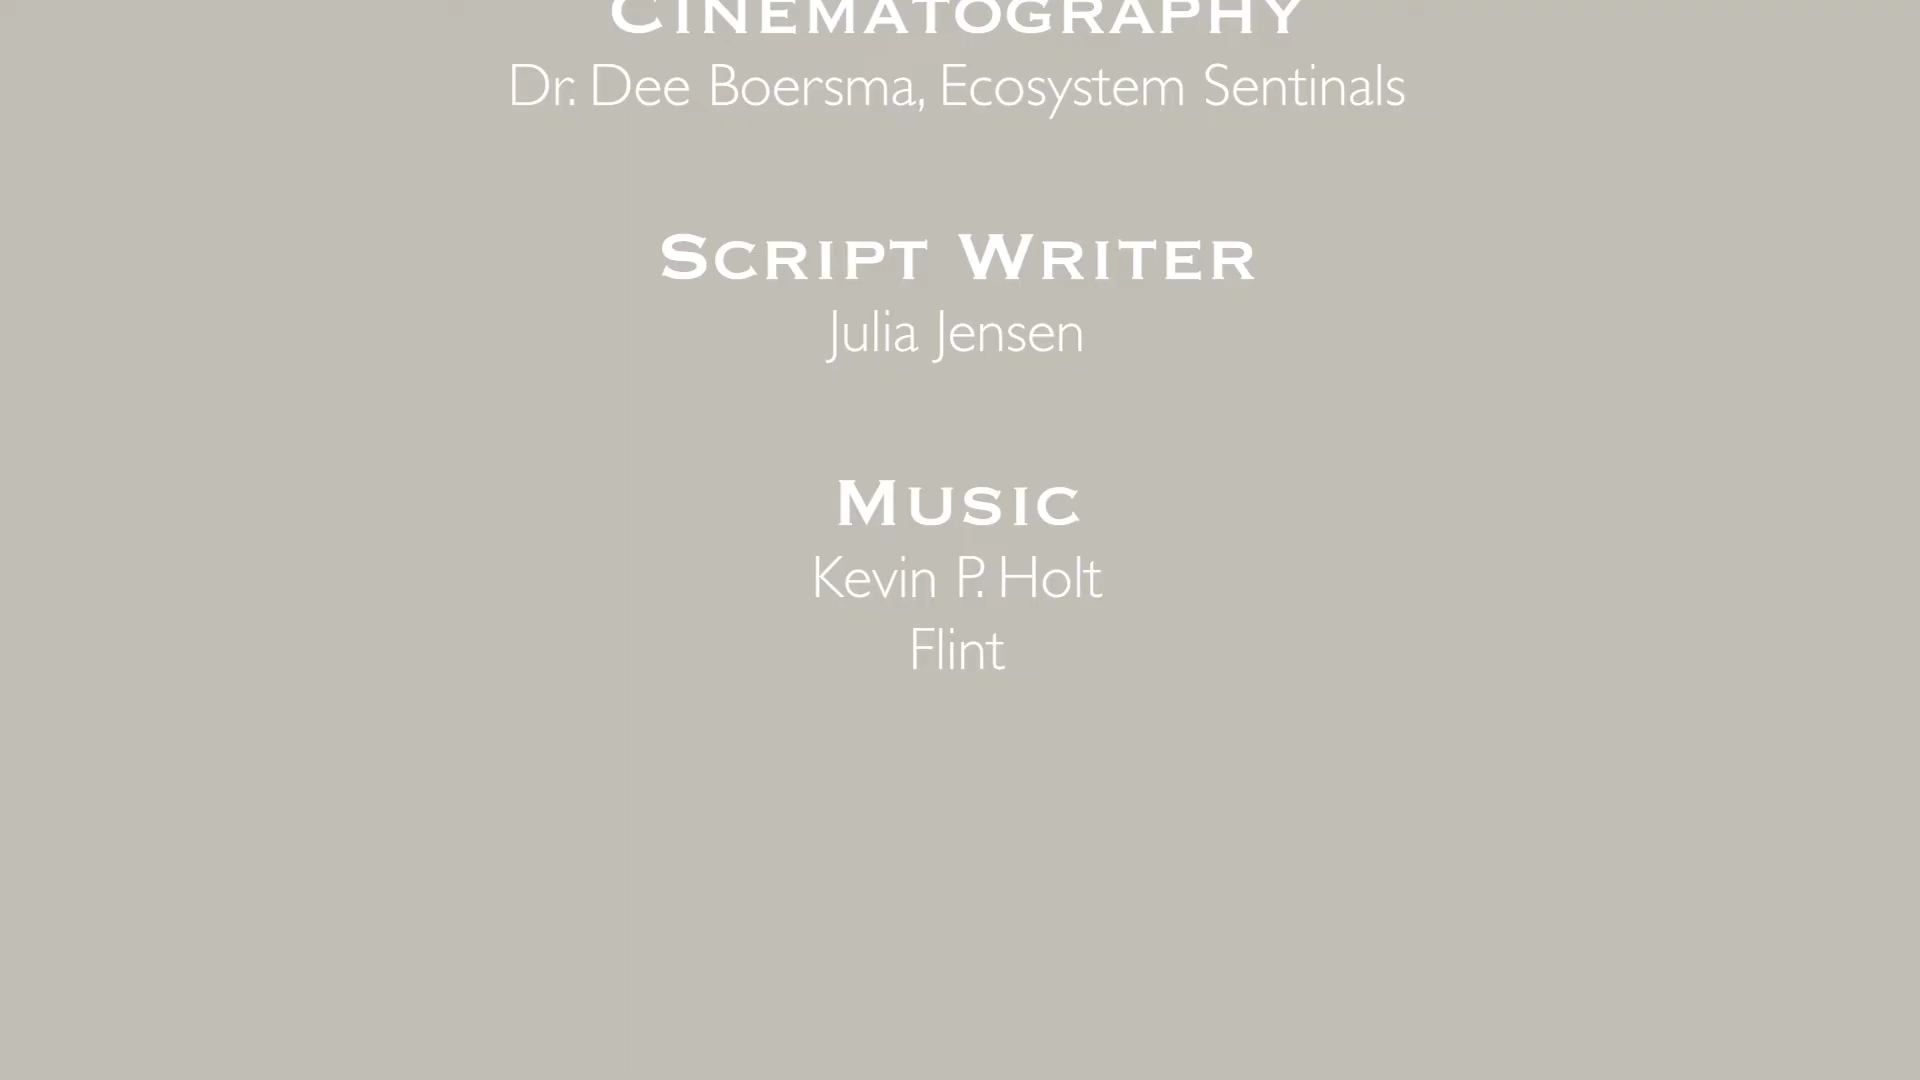 Cinematography
Dr. Dee Boersma, Ecosystem Sentinals
Script Writer
Julia Jensen
Music
Kevin P. Holt
Flint